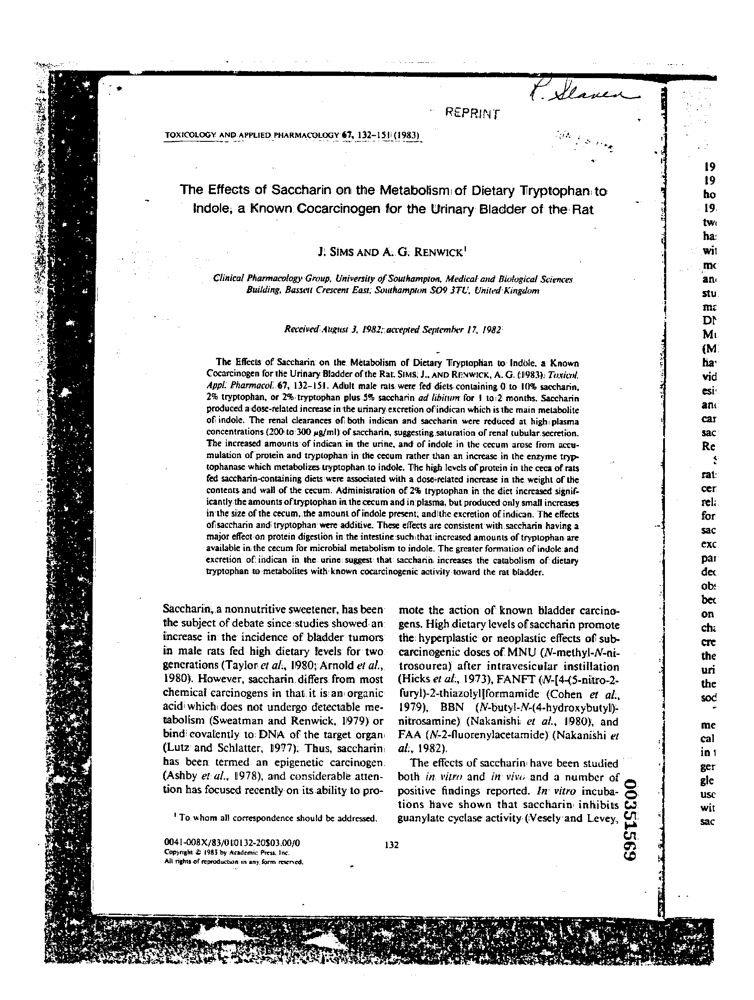 P. Slaven
REPRINT
TOXICOLOGY AND APPLIED PHARMACOLOGY 67, 132-151 (1983)
The Effects of Saccharin on the Metabolism of Dietary Tryptophan to
Indole, a Known Cocarcinogen for the Urinary Bladder of the Rat
J. SIMS AND A. G. RENWICK¹
Clinical Pharmacology Group, University of Southampton, Medical and Biological Sciences
Building, Bassett Crescent East, Southampton SO9 3TU, United Kingdom
Received August 3, 1982; accepted September 17, 1982
The Effects of Saccharin on the Metabolism of Dietary Tryptophan to Indole, a Known
Cocarcinogen for the Urinary Bladder of the Rat. SIMS, J., AND RENWICK, A. G. (1983). Toxicol.
Appl. Pharmacol. 67, 132-151. Adult male rats were fed diets containing 0 to 10% saccharin,
2% tryptophan, or 2% tryptophan plus 5% saccharin ad libitum for 1 to 2 months. Saccharin
produced a dose-related increase in the urinary excretion of indican which is the main metabolite
of indole. The renal clearances of both indican and saccharin were reduced at high plasma
concentrations (200 to 300 μg/ml) of saccharin, suggesting saturation of renal tubular secretion.
The increased amounts of indican in the urine, and of indole in the cecum arose from accu-
mulation of protein and tryptophan in the cecum rather than an increase in the enzyme tryp-
tophanase which metabolizes tryptophan to indole. The high levels of protein in the ceca of rats
fed saccharin-containing diets were associated with a dose-related increase in the weight of the
contents and wall of the cecum. Administration of 2% tryptophan in the diet increased signif-
icantly the amounts of tryptophan in the cecum and in plasma, but produced only small increases
in the size of the cecum, the amount of indole present, and the excretion of indican. The effects
of saccharin and tryptophan were additive. These effects are consistent with saccharin having a
major effect on protein digestion in the intestine such that increased amounts of tryptophan are
available in the cecum for microbial metabolism to indole. The greater formation of indole and
excretion of indican in the urine suggest that saccharin increases the catabolism of dietary
tryptophan to metabolites with known cocarcinogenic activity toward the rat bladder.
Saccharin, a nonnutritive sweetener, has been
the subject of debate since studies showed an
increase in the incidence of bladder tumors
in male rats fed high dietary levels for two
generations (Taylor et al., 1980; Arnold et al.,
1980). However, saccharin differs from most
chemical carcinogens in that it is an organic
acid which does not undergo detectable me-
tabolism (Sweatman and Renwick, 1979) or
bind covalently to DNA of the target organ
(Lutz and Schlatter, 1977). Thus, saccharin
has been termed an epigenetic carcinogen
(Ashby et al., 1978), and considerable atten-
tion has focused recently on its ability to pro-
¹ To whom all correspondence should be addressed.
0041-008X/83/010132-20$03.00/0
Copyright © 1983 by Academic Press, Inc.
All rights of reproduction in any form reserved.
132
mote the action of known bladder carcino-
gens. High dietary levels of saccharin promote
the hyperplastic or neoplastic effects of sub-
carcinogenic doses of MNU (N-methyl-N-ni-
trosourea) after intravesicular instillation
(Hicks et al., 1973), FANFT (N-[4-(5-nitro-2-
furyl)-2-thiazolyl]formamide (Cohen et al.,
1979), BBN (N-butyl-N-(4-hydroxybutyl)-
nitrosamine) (Nakanishi et al., 1980), and
FAA (N-2-fluorenylacetamide) (Nakanishi et
al., 1982).
The effects of saccharin have been studied
both in vitro and in vivo and a number of
positive findings reported. In vitro incuba-
tions have shown that saccharin inhibits
guanylate cyclase activity (Vesely and Levey,
00351569
19
19
ho
19
tw
ha
wit
mo
an
stu
ma
DN
Mu
(M
ha
vid
esi
and
car
sac
Re
rat
cer
rel
for
sac
exc
par
dec
obs
bec
on
cha
cre
the
uri
the
sod
me
cal
in t
ger
gle
use
wit
sac